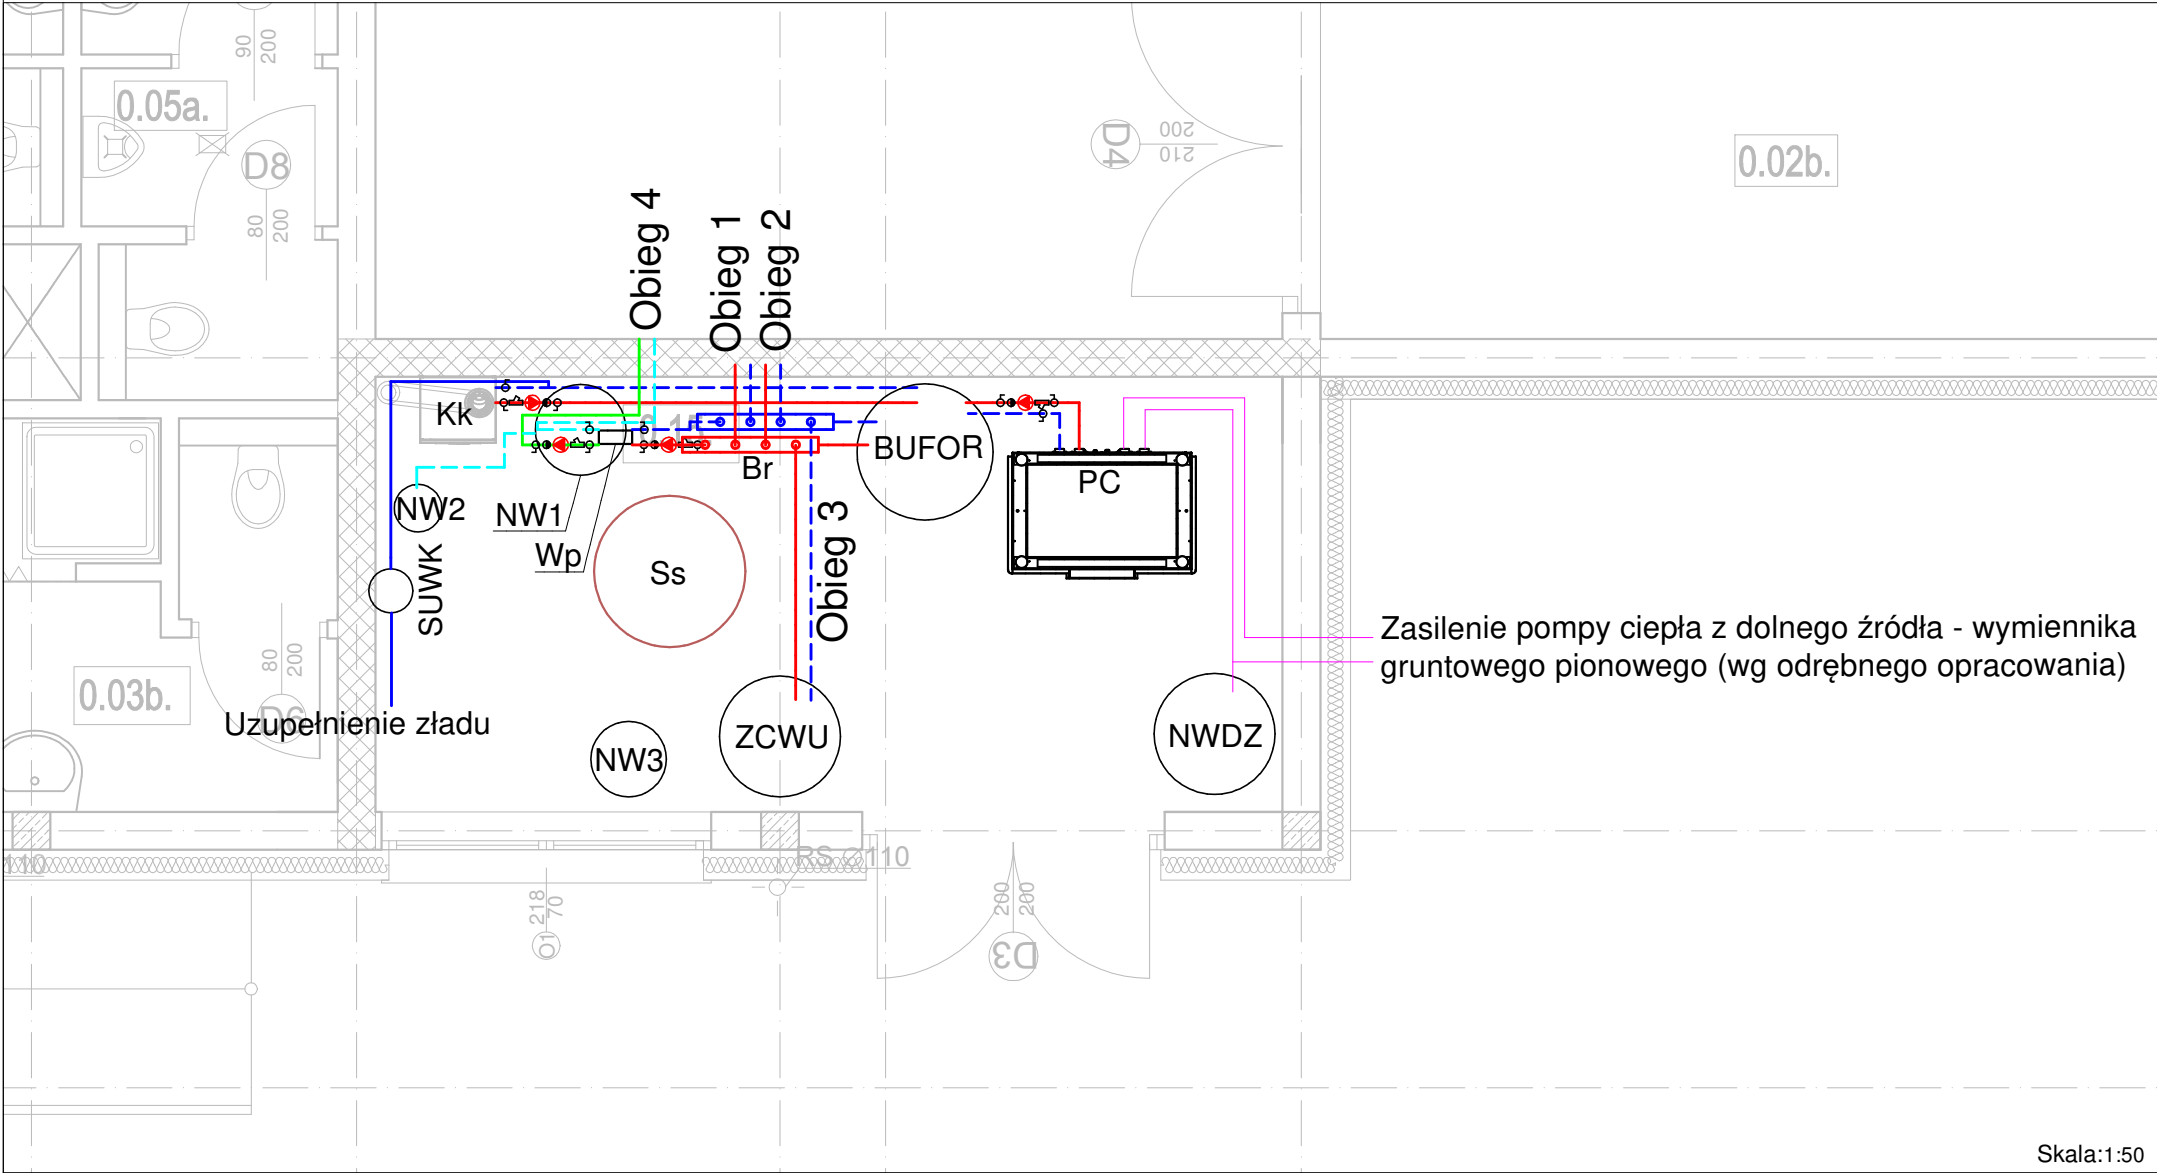 90
200
0.05a.
D8
80
200
D4
200
210
0.02b.
Obieg 4
Obieg 1
Obieg 2
Kk
BUFOR
Br
PC
NW2
NW1
Wp
Ss
SUWK
Obieg 3
80
200
0.03b.
D6
Uzupełnienie zładu
NW3
ZCWU
NWDZ
Zasilenie pompy ciepła z dolnego źródła - wymiennika
gruntowego pionowego (wg odrębnego opracowania)
110
RS ∅110
218
70
O1
200
200
D3
Skala:1:50